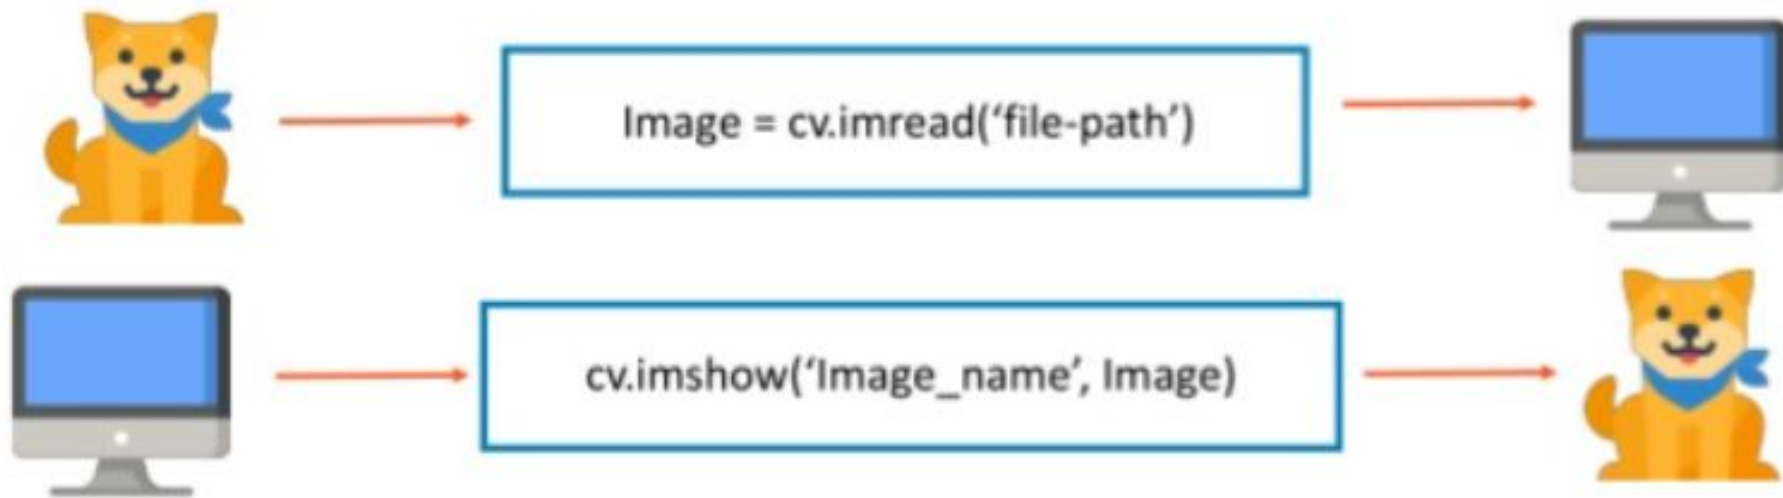 Image = cv.imread(‘file-path’)
cv.imshow(‘Image_name’, Image)